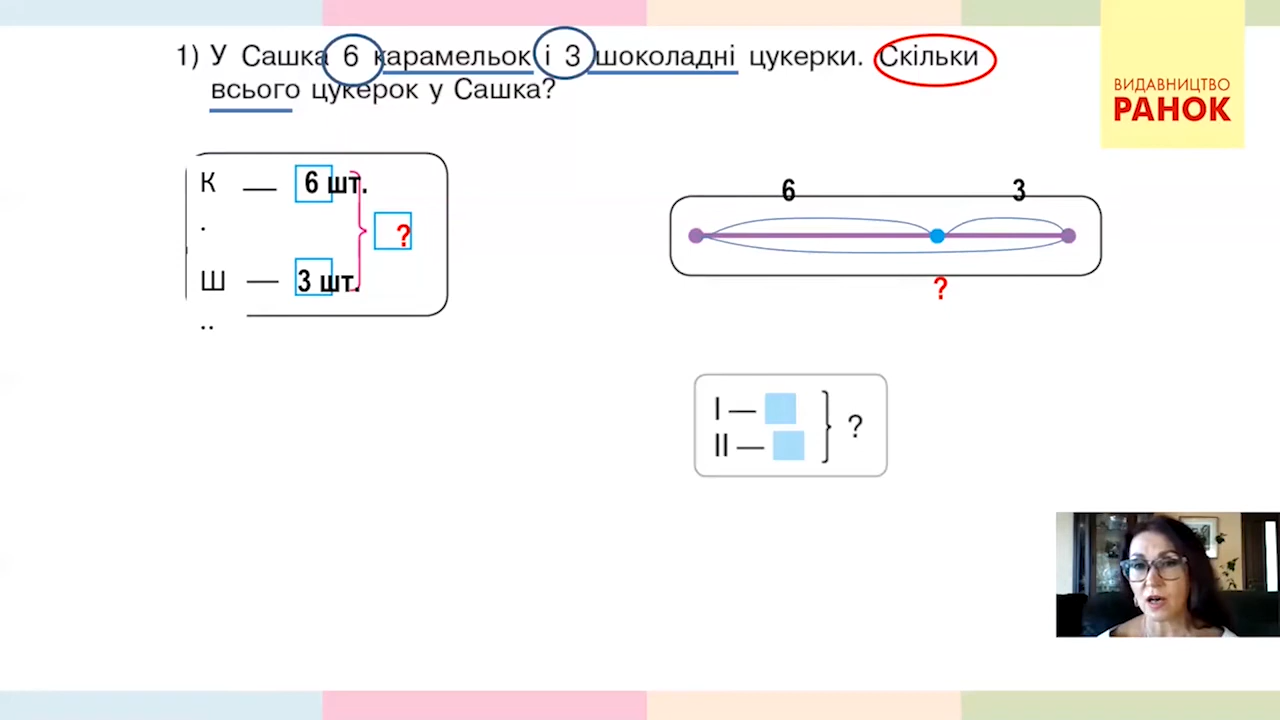 1) У Сашка 6 карамельок і 3 шоколадні цукерки. Скільки
всього цукерок у Сашка?
ВИДАВНИЦТВО
РАНОК
К — 6 шт.
.
?
Ш — 3 шт.
..
6 3
?
I —
II —
?